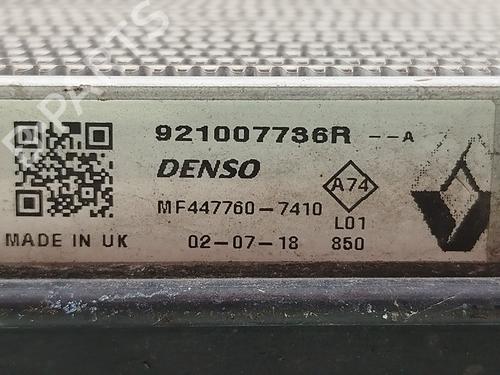 921007736R --A
DENSO
A74
MF447760-7410
L01
MADE IN UK
02-07-18 850